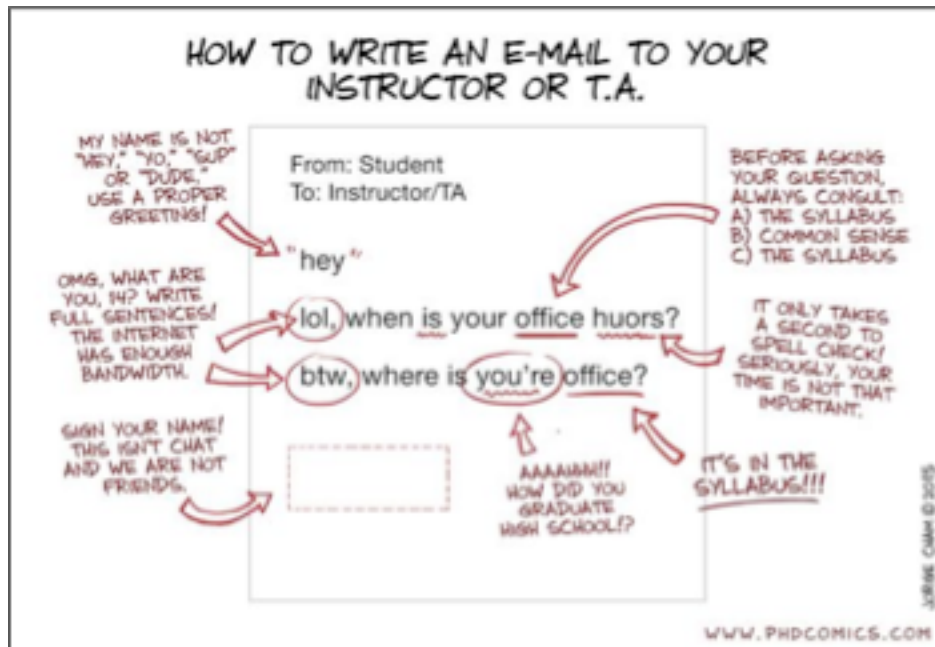 HOW TO WRITE AN E-MAIL TO YOUR
INSTRUCTOR OR T.A.
MY NAME IS NOT
"HEY," "YO," "SUP"
OR "DUDE,"
USE A PROPER
GREETING!
From: Student
To: Instructor/TA
BEFORE ASKING
YOUR QUESTION,
ALWAYS CONSULT:
A) THE SYLLABUS
B) COMMON SENSE
C) THE SYLLABUS
"hey"
OMG, WHAT ARE
YOU, 14? WRITE
FULL SENTENCES!
THE INTERNET
HAS ENOUGH
BANDWIDTH.
lol, when is your office huors?
btw, where is you're office?
IT ONLY TAKES
A SECOND TO
SPELL CHECK!
SERIOUSLY, YOUR
TIME IS NOT THAT
IMPORTANT.
SIGN YOUR NAME!
THIS ISN'T CHAT
AND WE ARE NOT
FRIENDS.
AAAAHHH!!
HOW DID YOU
GRADUATE
HIGH SCHOOL!?
IT'S IN THE
SYLLABUS!!!
JORGE CHAM © 2015
WWW.PHDCOMICS.COM